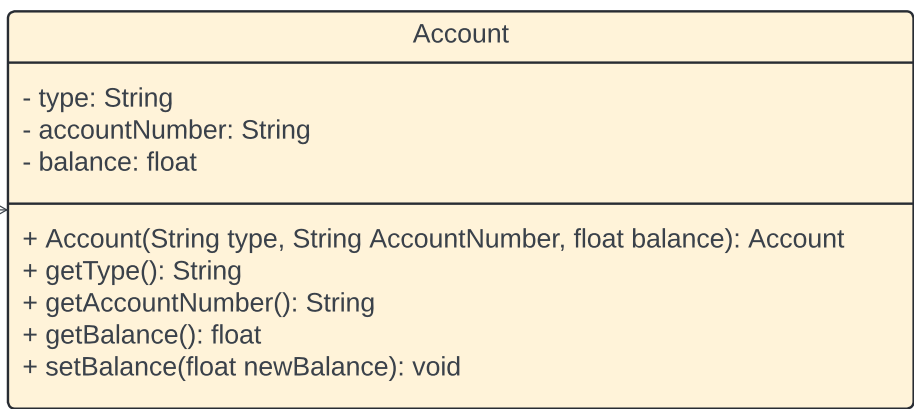 Account
- type: String
- accountNumber: String
- balance: float
+ Account(String type, String AccountNumber, float balance): Account
+ getType(): String
+ getAccountNumber(): String
+ getBalance(): float
+ setBalance(float newBalance): void